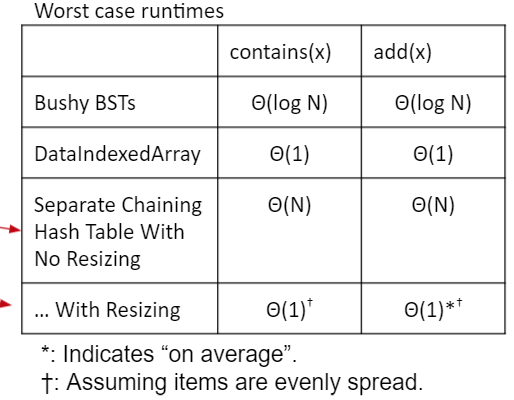 Worst case runtimes
contains(x) add(x)
Bushy BSTs Θ(log N) Θ(log N)
DataIndexedArray Θ(1) Θ(1)
Separate Chaining Θ(N) Θ(N)
Hash Table With
No Resizing
... With Resizing Θ(1)† Θ(1)*†
*: Indicates “on average”.
†: Assuming items are evenly spread.